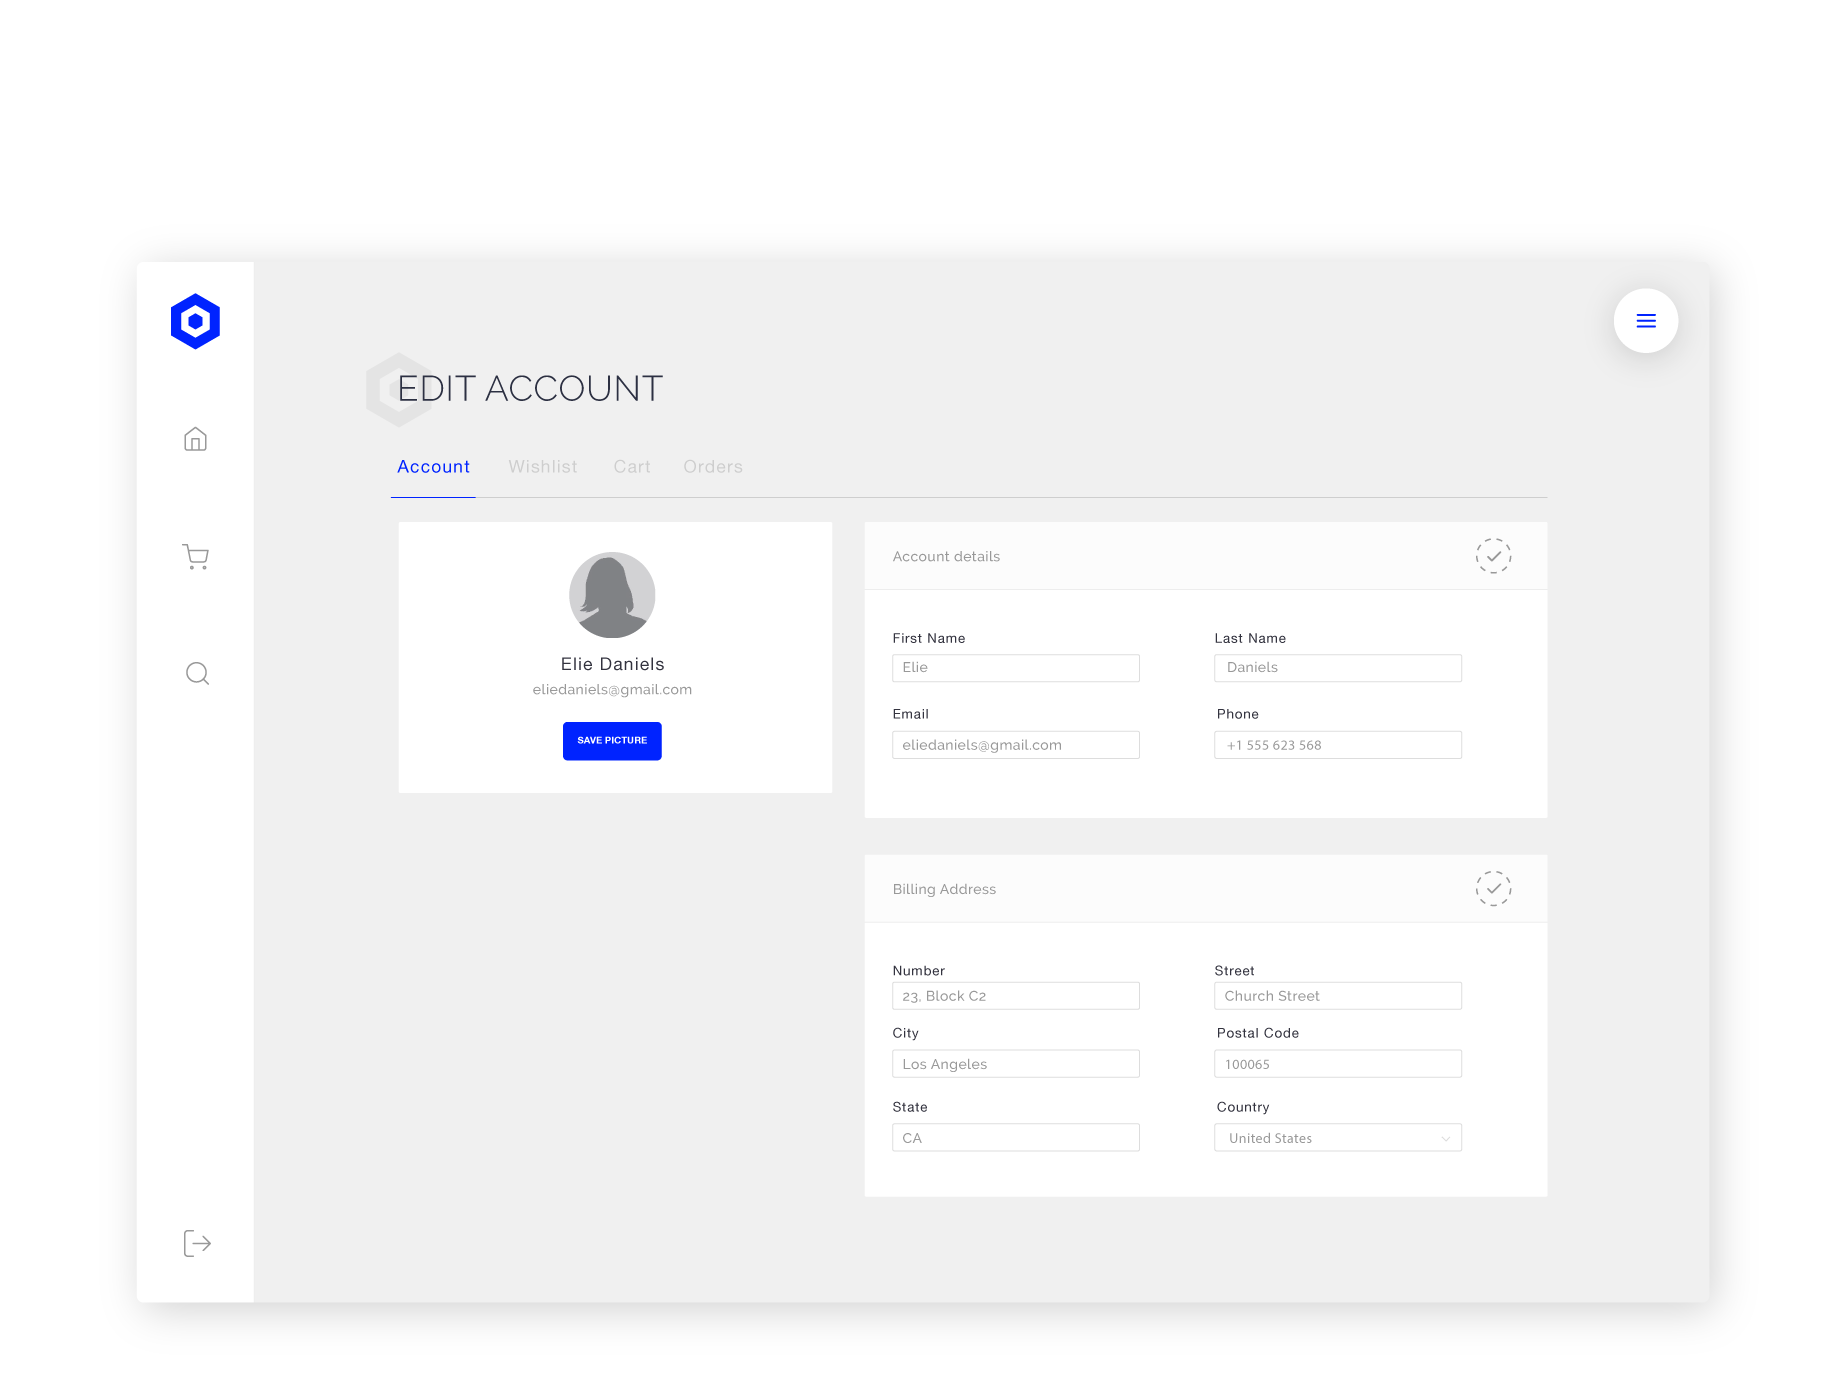 EDIT ACCOUNT
Account Wishlist Cart Orders
Elie Daniels
eliedaniels@gmail.com
SAVE PICTURE
Account details
First Name Last Name
Elie Daniels
Email Phone
eliedaniels@gmail.com +1 555 623 568
Billing Address
Number Street
23, Block C2 Church Street
City Postal Code
Los Angeles 100065
State Country
CA United States